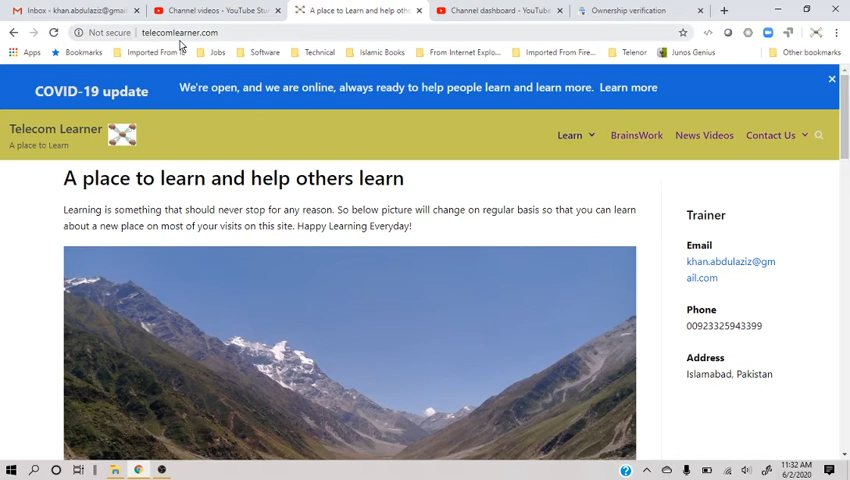 Inbox - khan.abdulaziz@gmai
Channel videos - YouTube Stu
A place to Learn and help othe
Channel dashboard - YouTube
Ownership verification
Not secure
telecomlearner.com
Apps
Bookmarks
Imported From IE
Jobs
Software
Technical
Islamic Books
From Internet Explo...
Imported From Fire...
Telenor
Junos Genius
Other bookmarks
COVID-19 update
We're open, and we are online, always ready to help people learn and learn more. Learn more
Telecom Learner
A place to Learn
Learn
BrainsWork
News Videos
Contact Us
A place to learn and help others learn
Learning is something that should never stop for any reason. So below picture will change on regular basis so that you can learn
about a new place on most of your visits on this site. Happy Learning Everyday!
Trainer
Email
khan.abdulaziz@gm
ail.com
Phone
00923325943399
Address
Islamabad, Pakistan
11:32 AM
6/2/2020